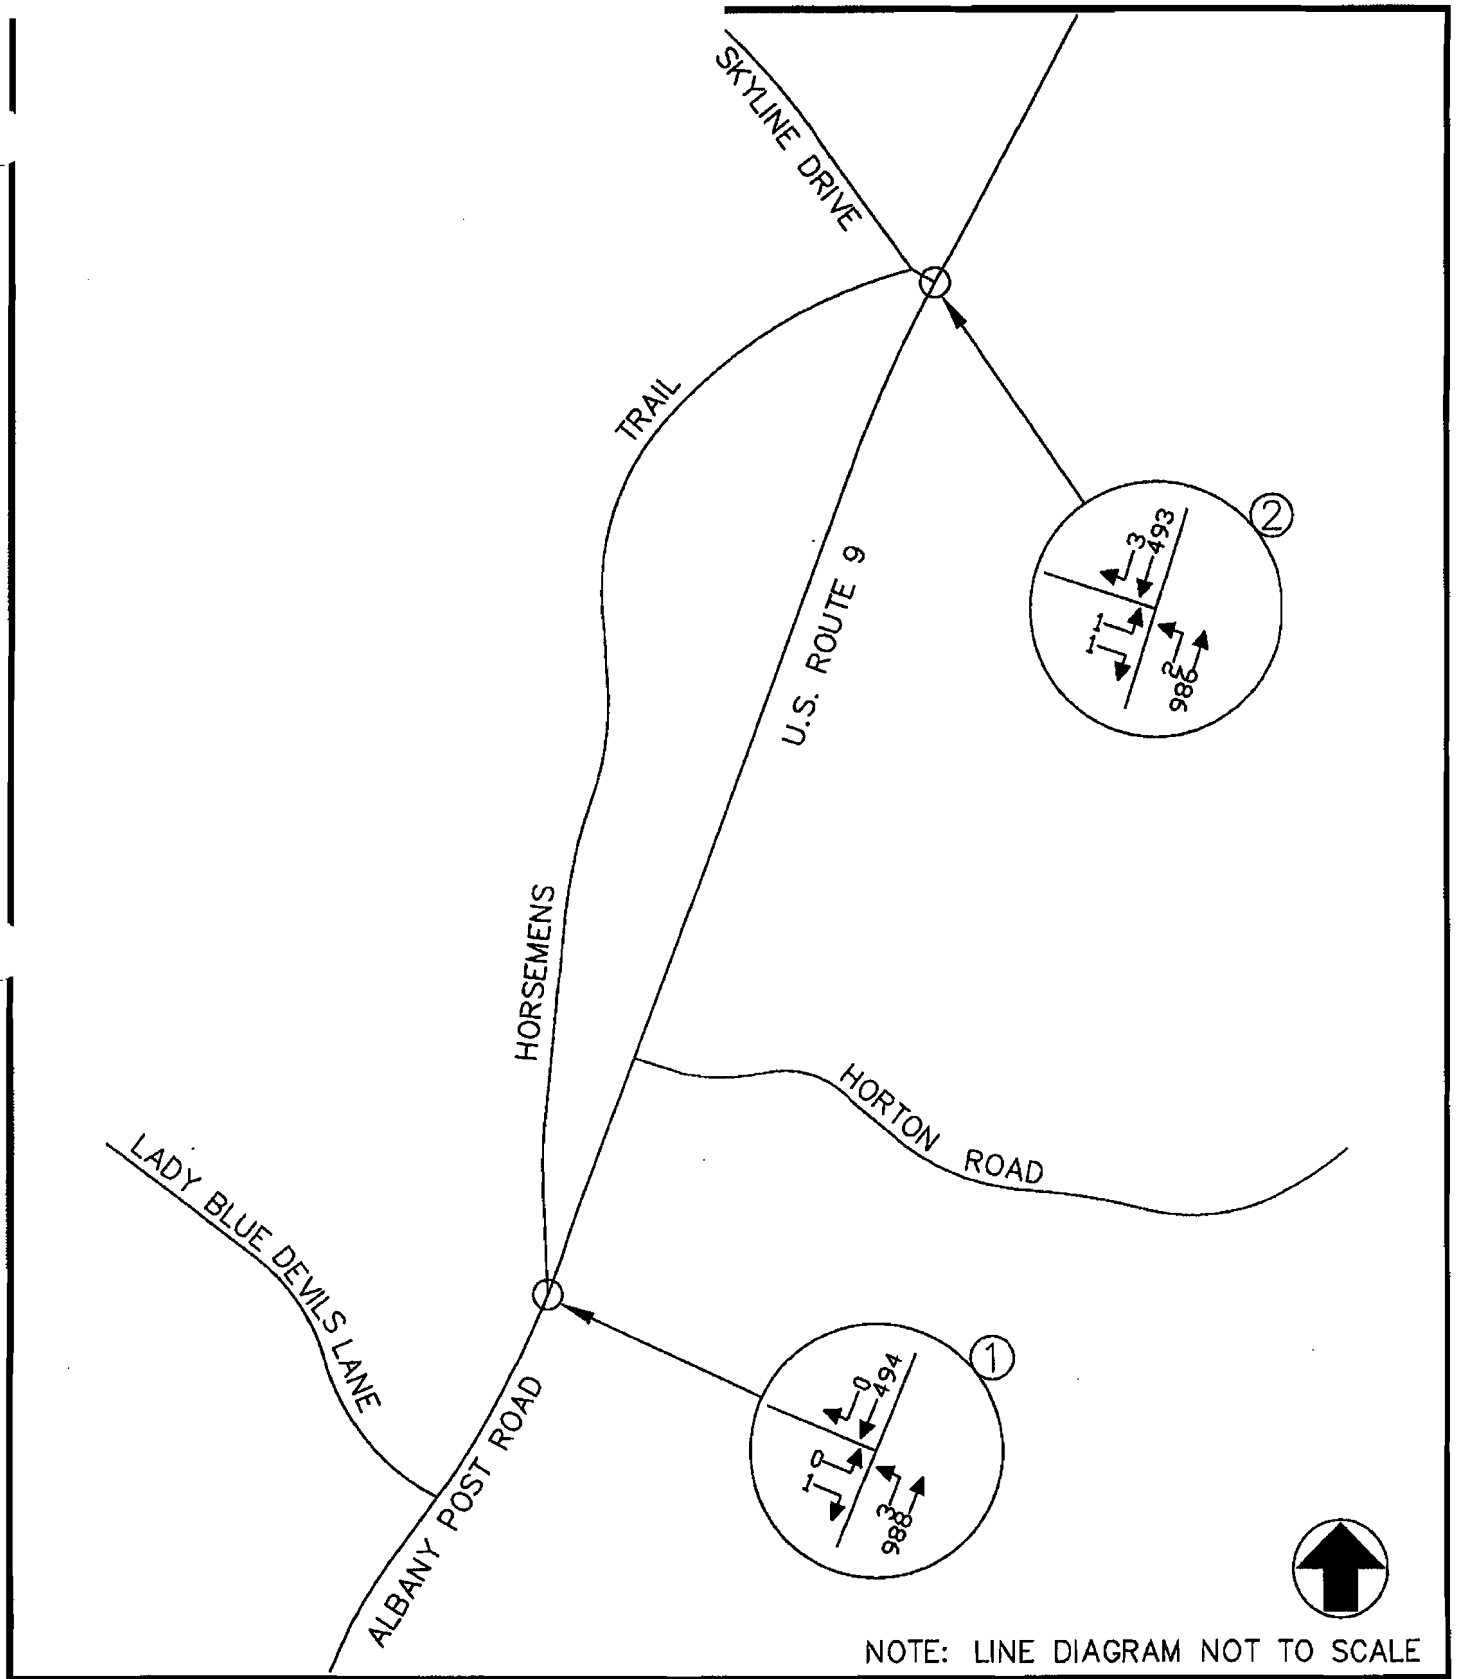 SKYLINE DRIVE
TRAIL
2
3
493
1
1
2
986
U.S. ROUTE 9
HORSEMENS
HORTON ROAD
LADY BLUE DEVILS LANE
1
0
494
0
1
3
988
ALBANY POST ROAD
NOTE: LINE DIAGRAM NOT TO SCALE